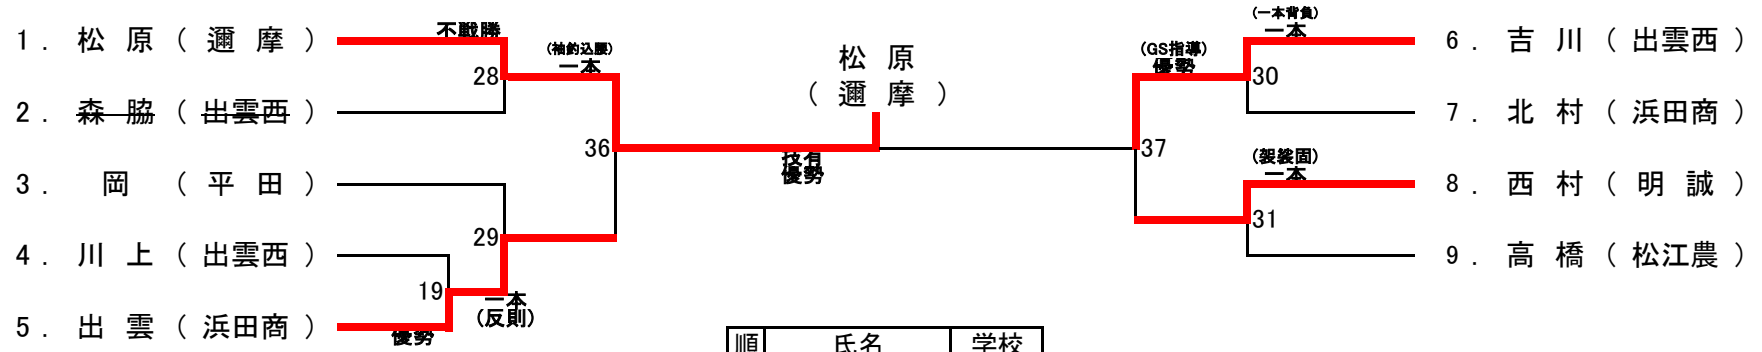 1. 松 原 ( 邇 摩 )
不戦勝
28
2. 森 脇 ( 出雲西 )
(袖釣込腰)
一本
36
3. 岡 ( 平 田 )
29
4. 川 上 ( 出雲西 )
19
一本
(反則)
5. 出 雲 ( 浜田商 )
優勢
松 原
( 邇 摩 )
技有
優勢
(一本背負)
一本
6. 吉 川 ( 出雲西 )
(GS指導)
優勢
30
7. 北 村 ( 浜田商 )
37
(袈裟固)
一本
8. 西 村 ( 明 誠 )
31
9. 高 橋 ( 松江農 )
順 氏名 学校